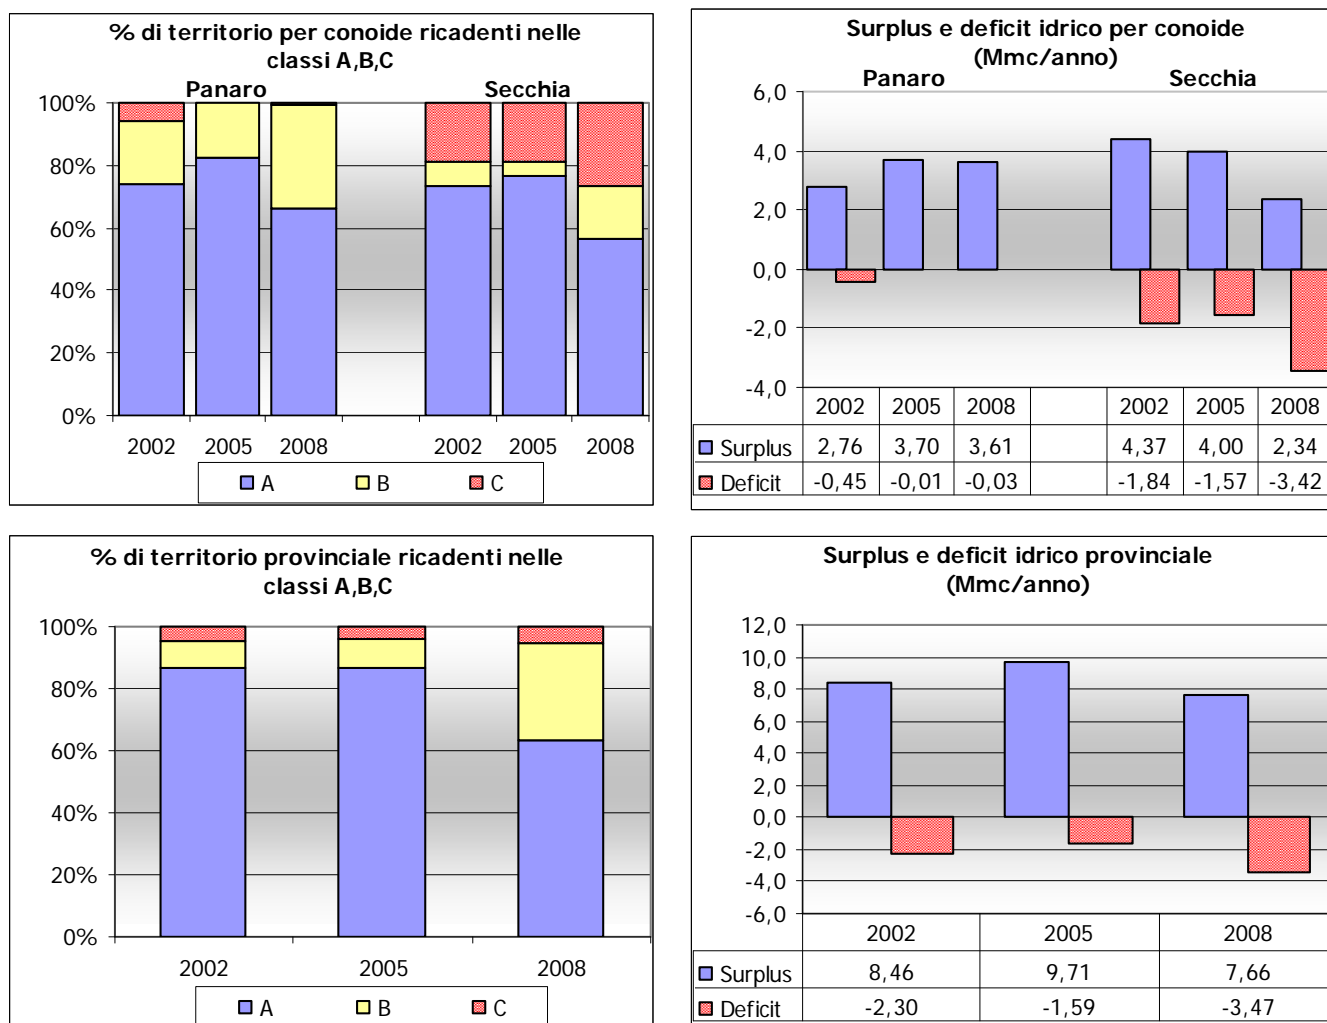 % di territorio per conoide ricadenti nelle
classi A,B,C
Panaro Secchia
100%
80%
60%
40%
20%
0%
2002 2005 2008 2002 2005 2008
A B C
Surplus e deficit idrico per conoide
(Mmc/anno)
Panaro Secchia
6,0
4,0
2,0
0,0
-2,0
-4,0
2002 2005 2008 2002 2005 2008
Surplus 2,76 3,70 3,61 4,37 4,00 2,34
Deficit -0,45 -0,01 -0,03 -1,84 -1,57 -3,42
% di territorio provinciale ricadenti nelle
classi A,B,C
100%
80%
60%
40%
20%
0%
2002 2005 2008
A B C
Surplus e deficit idrico provinciale
(Mmc/anno)
12,0
10,0
8,0
6,0
4,0
2,0
0,0
-2,0
-4,0
-6,0
2002 2005 2008
Surplus 8,46 9,71 7,66
Deficit -2,30 -1,59 -3,47